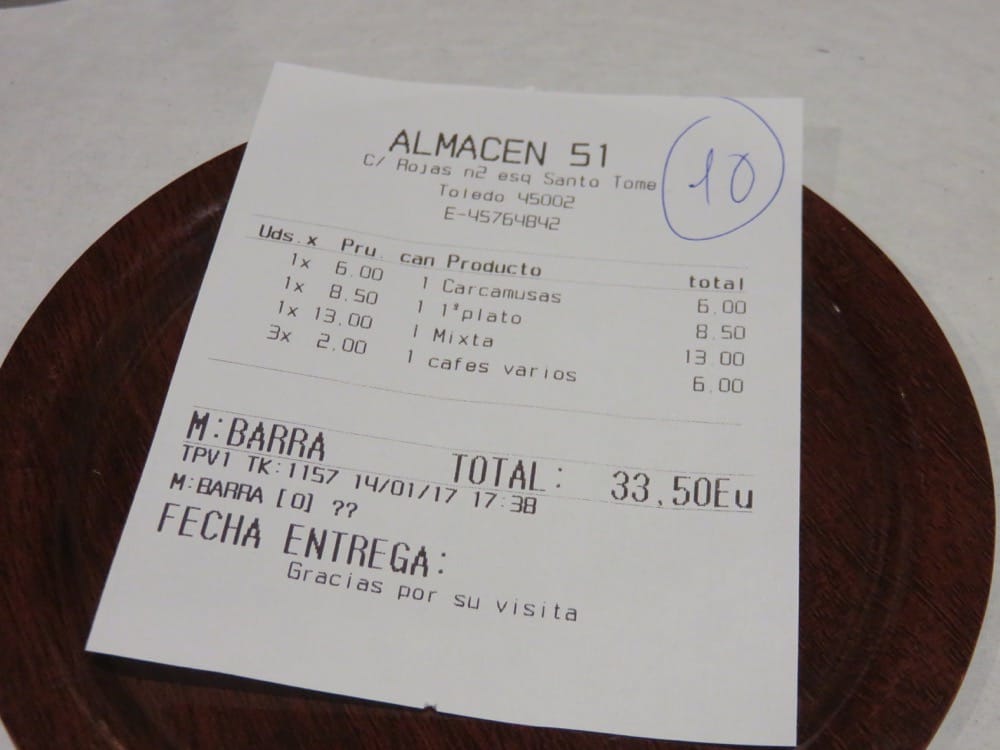 ALMACEN 51
10
C/ Rojas n2 esq Santo Tome
Toledo 45002
E-45764842
Uds.x Pru. can Producto total
1x 6.00 1 Carcamusas 6.00
1x 8.50 1 1ºplato 8.50
1x 13.00 1 Mixta 13.00
3x 2.00 1 cafes varios 6.00
M:BARRA TOTAL: 33,50Eu
TPV1 TK:1157 14/01/17 17:38
M:BARRA [0] ??
FECHA ENTREGA:
Gracias por su visita